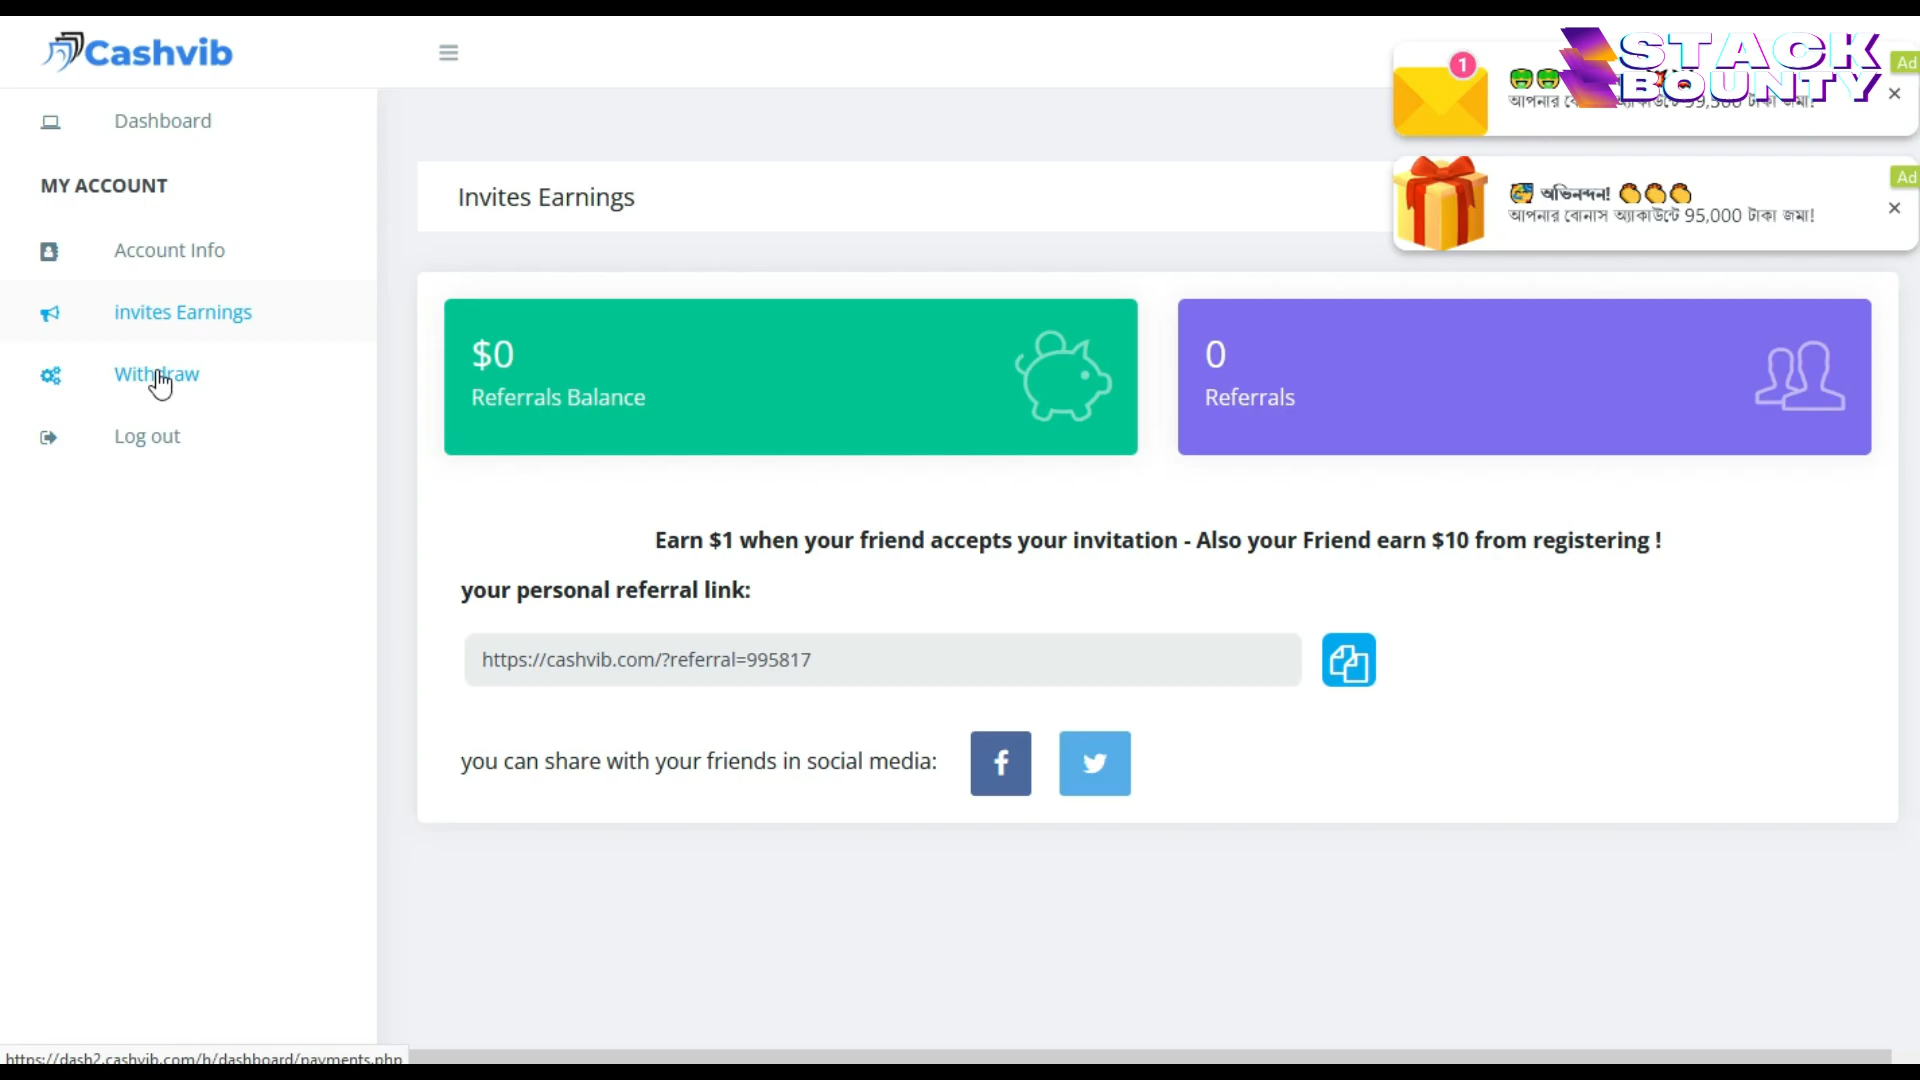 Cashvib
Dashboard
MY ACCOUNT
Account Info
invites Earnings
Withdraw
Log out
Invites Earnings
STACK
BOUNTY
1
Ad
আপনার
টাকা জমা!
Ad
অভিনন্দন!
আপনার বোনাস অ্যাকাউন্টে 95,000 টাকা জমা!
$0
Referrals Balance
0
Referrals
Earn $1 when your friend accepts your invitation - Also your Friend earn $10 from registering !
your personal referral link:
https://cashvib.com/?referral=995817
you can share with your friends in social media:
https://dash2.cashvib.com/h/dashboard/payments.php